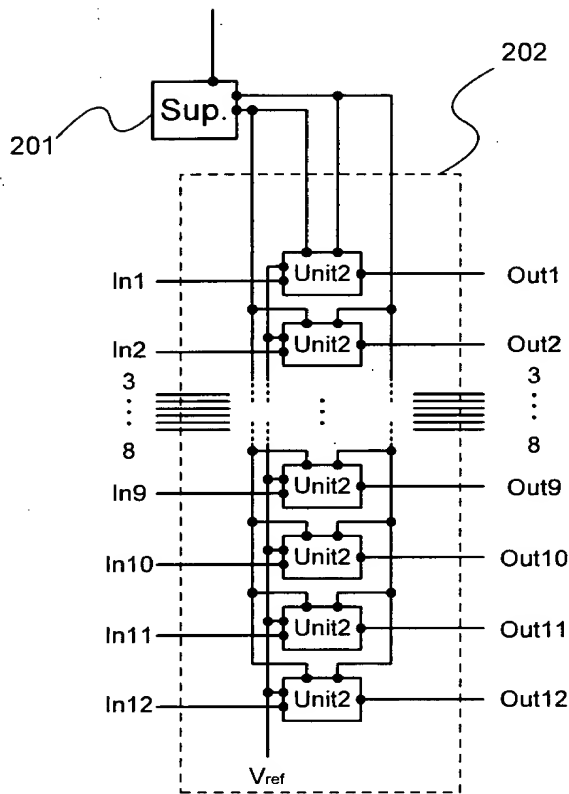 202
Sup.
201
In1 Unit2 Out1
In2 Unit2 Out2
3 3
8 8
In9 Unit2 Out9
In10 Unit2 Out10
In11 Unit2 Out11
In12 Unit2 Out12
Vref